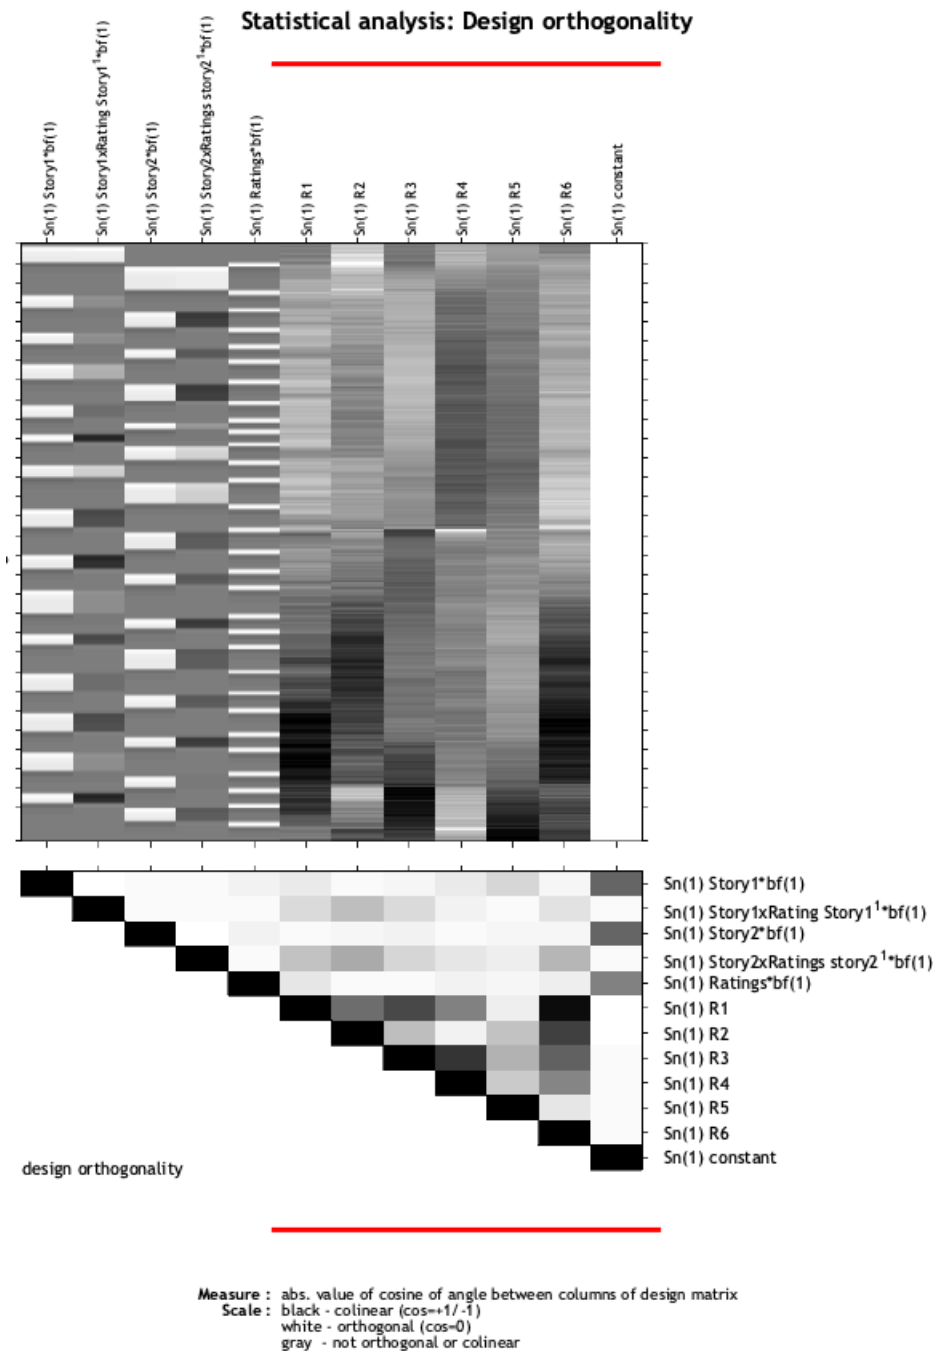 Statistical analysis: Design orthogonality
Sn(1) Story1*bf(1)
Sn(1) Story1xRating Story1^1*bf(1)
Sn(1) Story2*bf(1)
Sn(1) Story2xRatings story2^1*bf(1)
Sn(1) Ratings*bf(1)
Sn(1) R1
Sn(1) R2
Sn(1) R3
Sn(1) R4
Sn(1) R5
Sn(1) R6
Sn(1) constant
Sn(1) Story1*bf(1)
Sn(1) Story1xRating Story1^1*bf(1)
Sn(1) Story2*bf(1)
Sn(1) Story2xRatings story2^1*bf(1)
Sn(1) Ratings*bf(1)
Sn(1) R1
Sn(1) R2
Sn(1) R3
Sn(1) R4
Sn(1) R5
Sn(1) R6
Sn(1) constant
design orthogonality
Measure : abs. value of cosine of angle between columns of design matrix
Scale : black - colinear (cos=+1/-1)
white - orthogonal (cos=0)
gray - not orthogonal or colinear